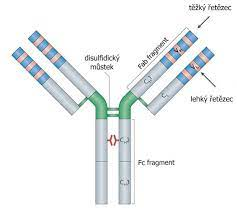 těžký řetězec
disulfidický
můstek
Fab fragment
lehký řetězec
Fc fragment